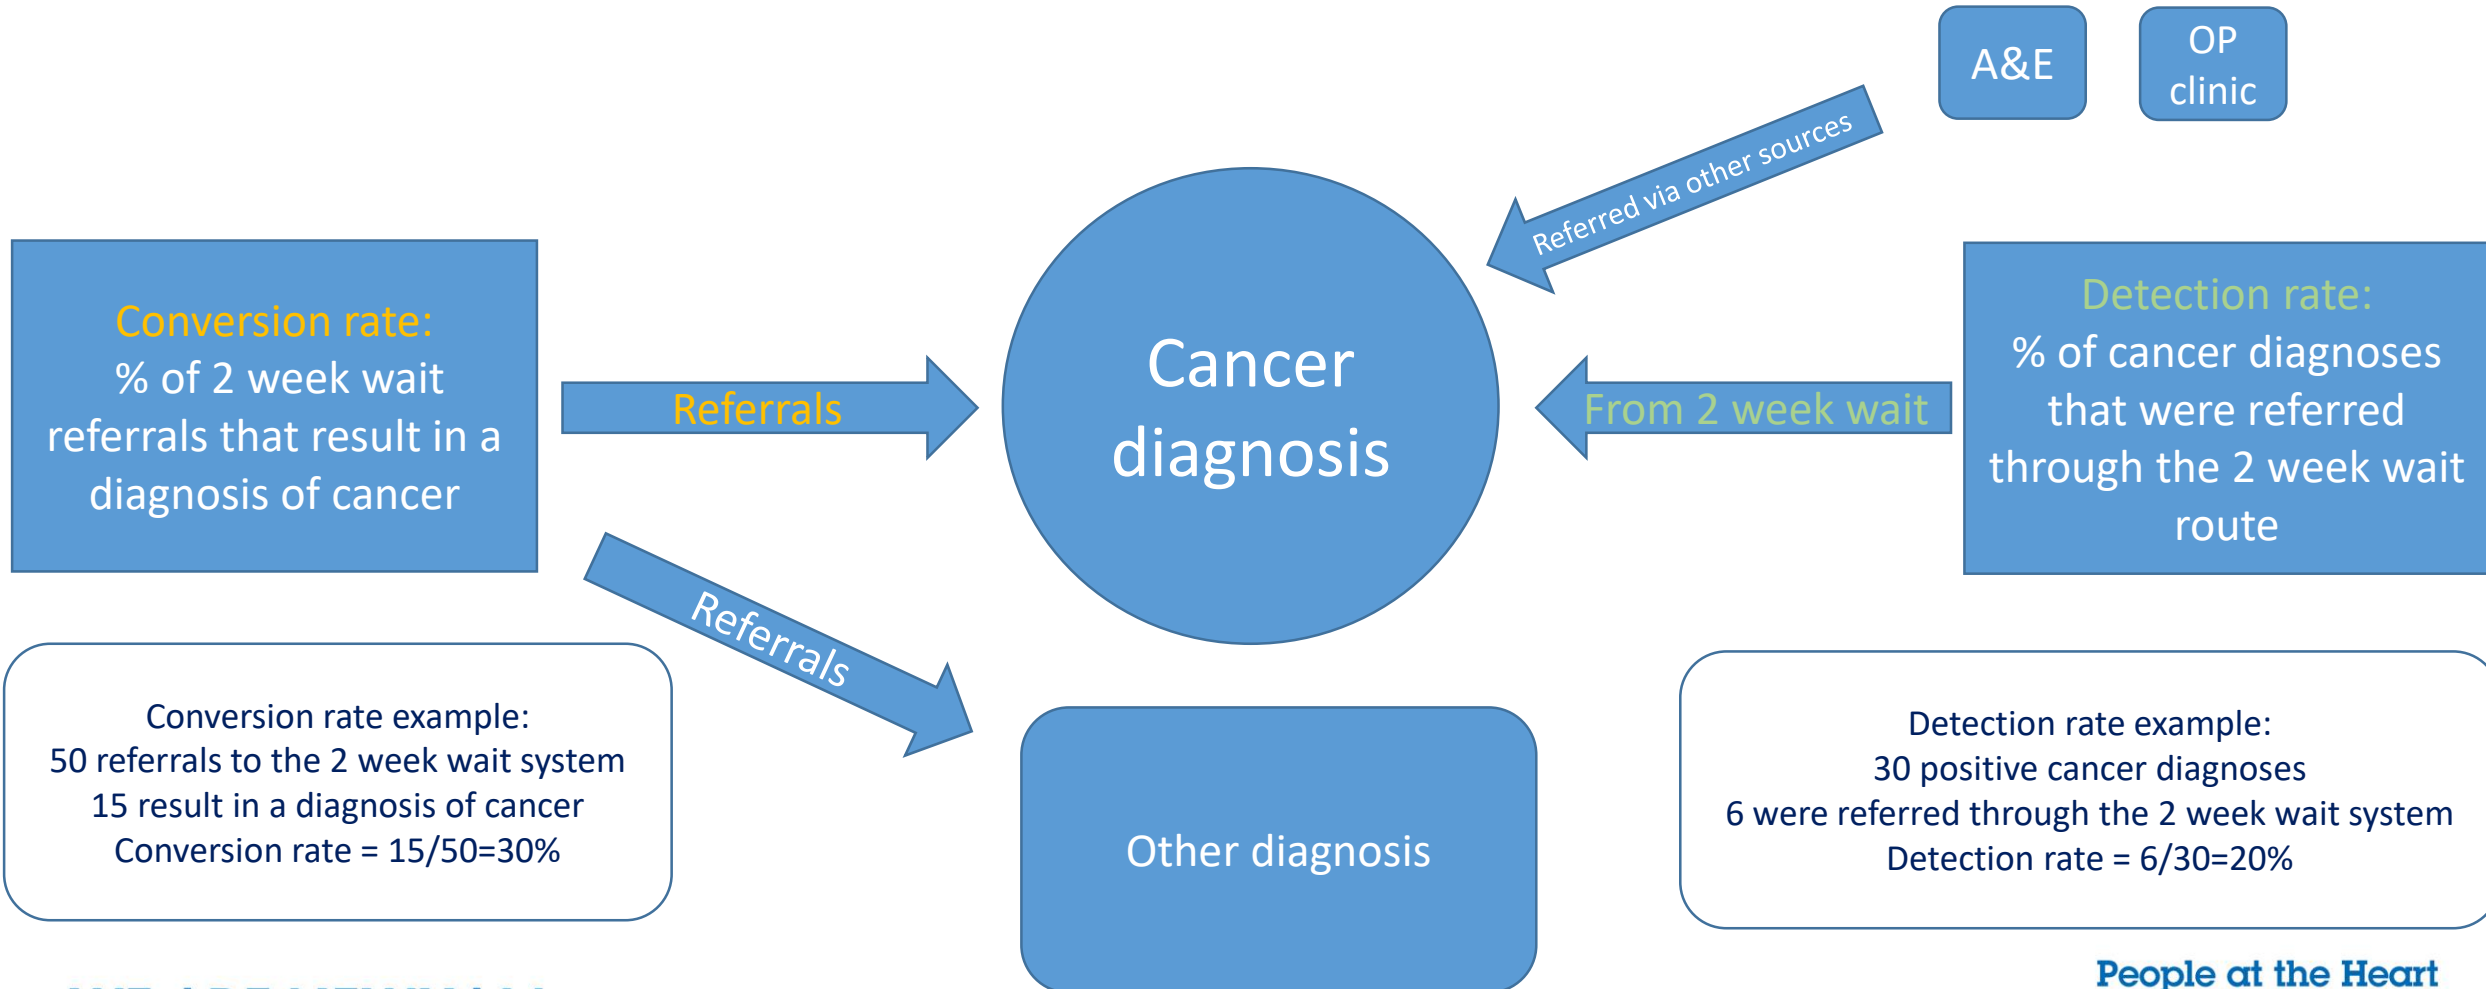 A&E
OP
clinic
Referred via other sources
Conversion rate:
% of 2 week wait
referrals that result in a
diagnosis of cancer
Referrals
Cancer
diagnosis
From 2 week wait
Detection rate:
% of cancer diagnoses
that were referred
through the 2 week wait
route
Referrals
Conversion rate example:
50 referrals to the 2 week wait system
15 result in a diagnosis of cancer
Conversion rate = 15/50=30%
Other diagnosis
Detection rate example:
30 positive cancer diagnoses
6 were referred through the 2 week wait system
Detection rate = 6/30=20%
People at the Heart